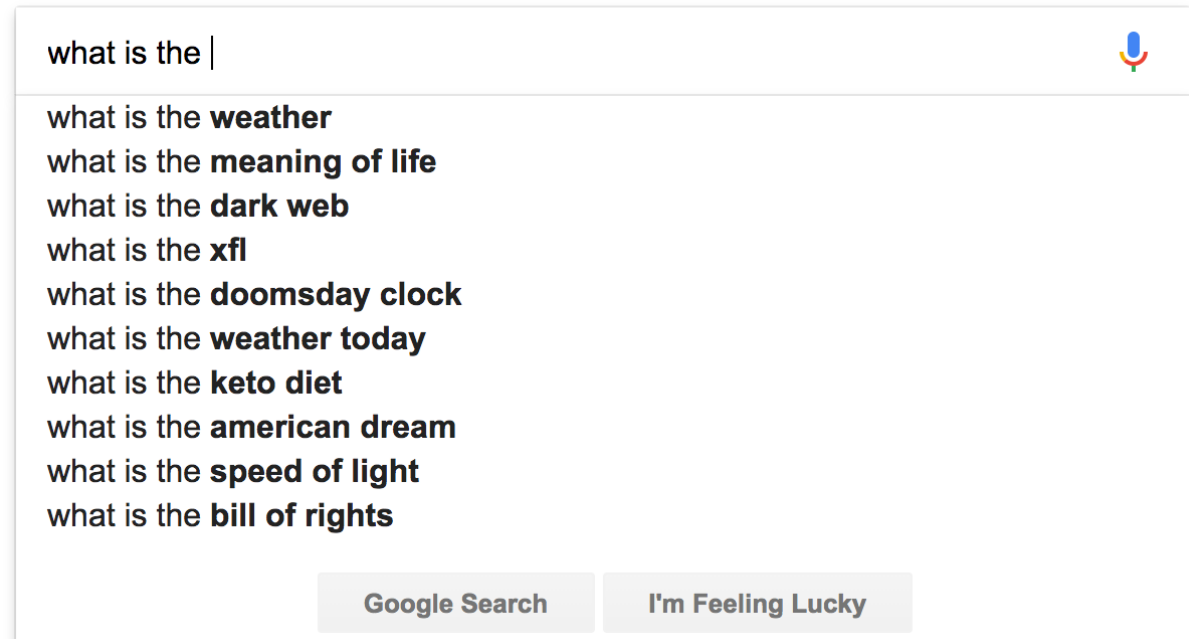 what is the
what is the weather
what is the meaning of life
what is the dark web
what is the xfl
what is the doomsday clock
what is the weather today
what is the keto diet
what is the american dream
what is the speed of light
what is the bill of rights
Google Search I'm Feeling Lucky